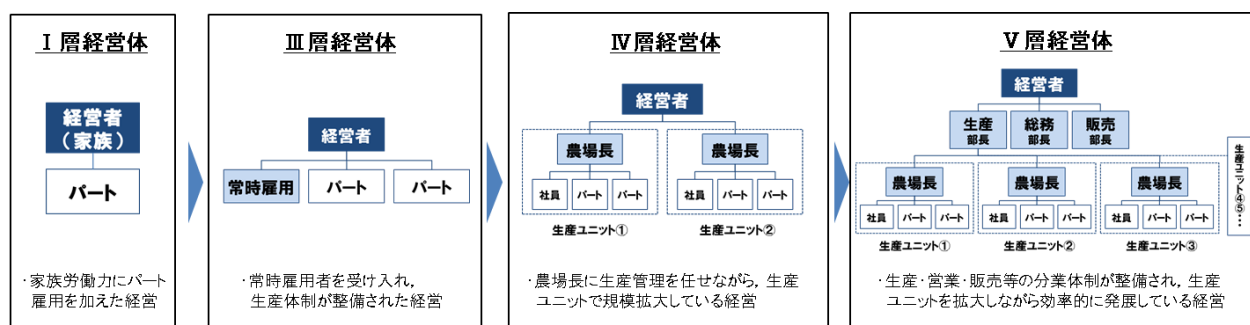 Ⅰ層経営体
経営者
(家族)
パート
・家族労働力にパート
雇用を加えた経営
Ⅲ層経営体
経営者
常時雇用
パート
パート
・常時雇用者を受け入れ,
生産体制が整備された経営
Ⅳ層経営体
経営者
農場長
農場長
社員
パート
パート
社員
パート
パート
生産ユニット①
生産ユニット②
・農場長に生産管理を任せながら, 生産
ユニットで規模拡大している経営
Ⅴ層経営体
経営者
生産
部長
総務
部長
販売
部長
農場長
農場長
農場長
社員
パート
パート
社員
パート
パート
社員
パート
パート
生産ユニット①
生産ユニット②
生産ユニット③
生産ユニット④⑤…
・生産・営業・販売等の分業体制が整備され, 生産
ユニットを拡大しながら効率的に発展している経営